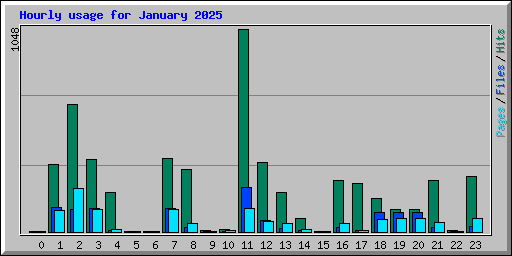 Hourly usage for January 2025
1048
Pages / Files / Hits
0 1 2 3 4 5 6 7 8 9 10 11 12 13 14 15 16 17 18 19 20 21 22 23